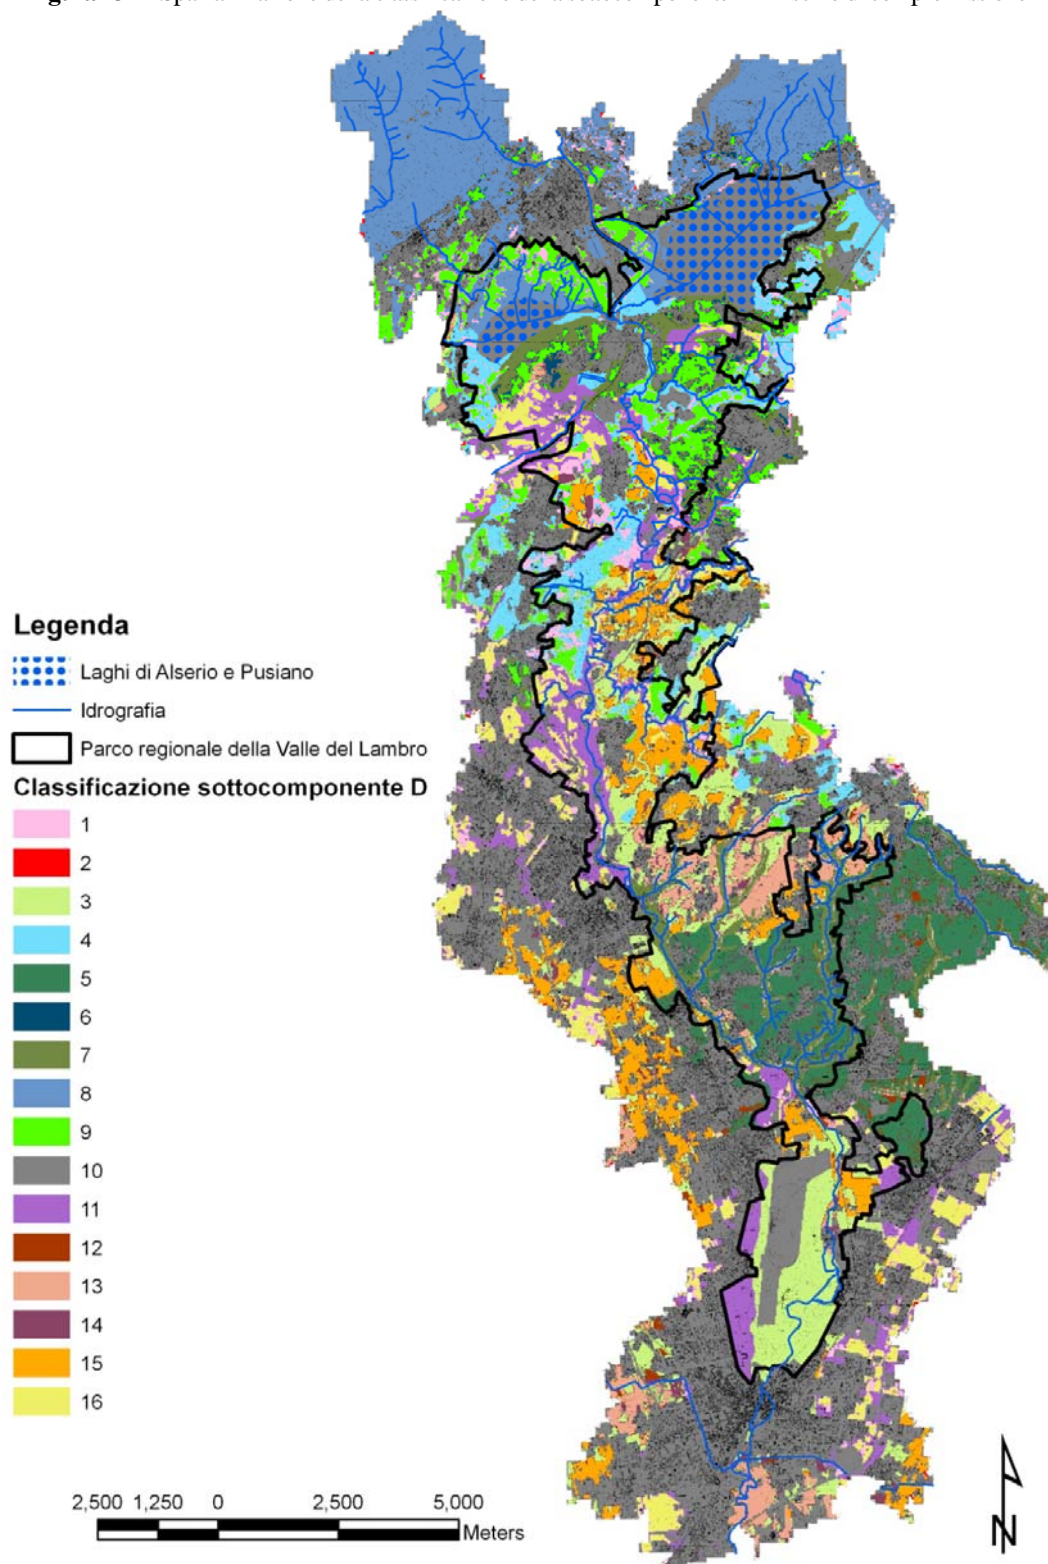 Legenda
Laghi di Alserio e Pusiano
Idrografia
Parco regionale della Valle del Lambro
Classificazione sottocomponente D
1
2
3
4
5
6
7
8
9
10
11
12
13
14
15
16
2,500 1,250 0 2,500 5,000
Meters
N